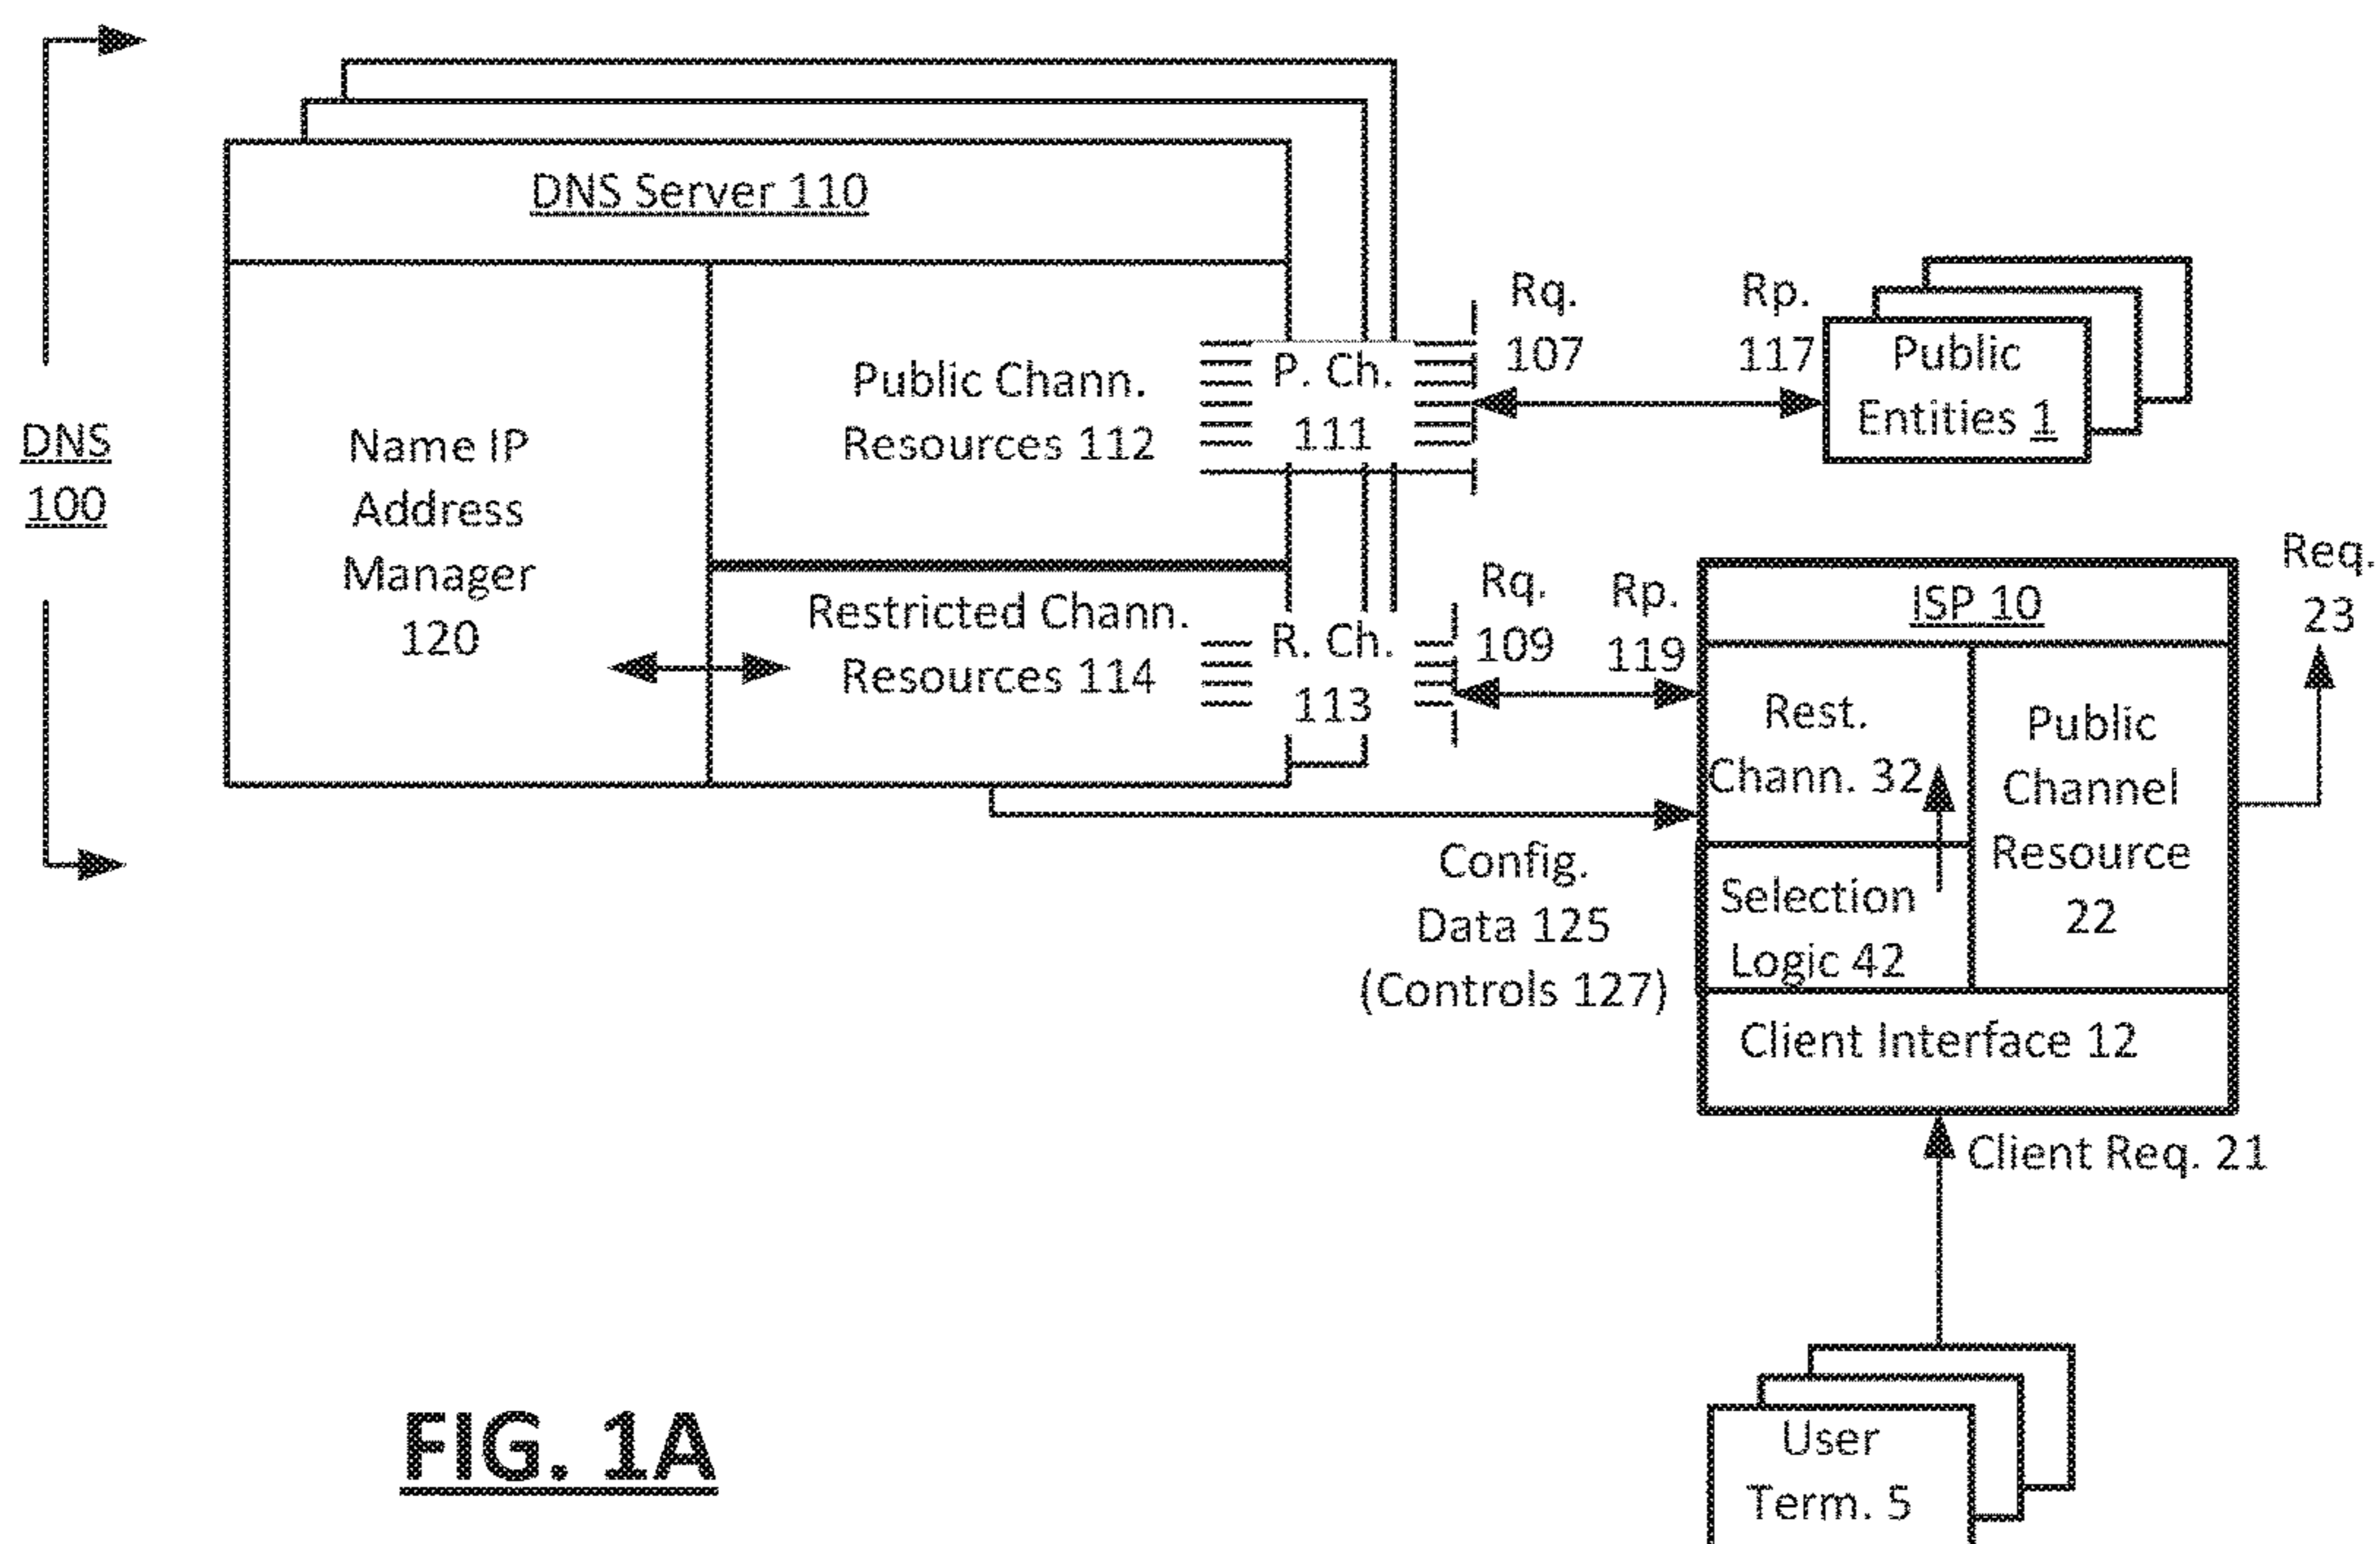 DNS
100
DNS Server 110
Name IP
Address
Manager
120
Public Chann.
Resources 112
Restricted Chann.
Resources 114
P. Ch.
111
R. Ch.
113
Rq.
107
Rp.
117
Public
Entities 1
Rq.
109
Rp.
119
ISP 10
Rest.
Chann. 32
Selection
Logic 42
Public
Channel
Resource
22
Client Interface 12
Req.
23
Config.
Data 125
(Controls 127)
Client Req. 21
User
Term. 5
FIG. 1A